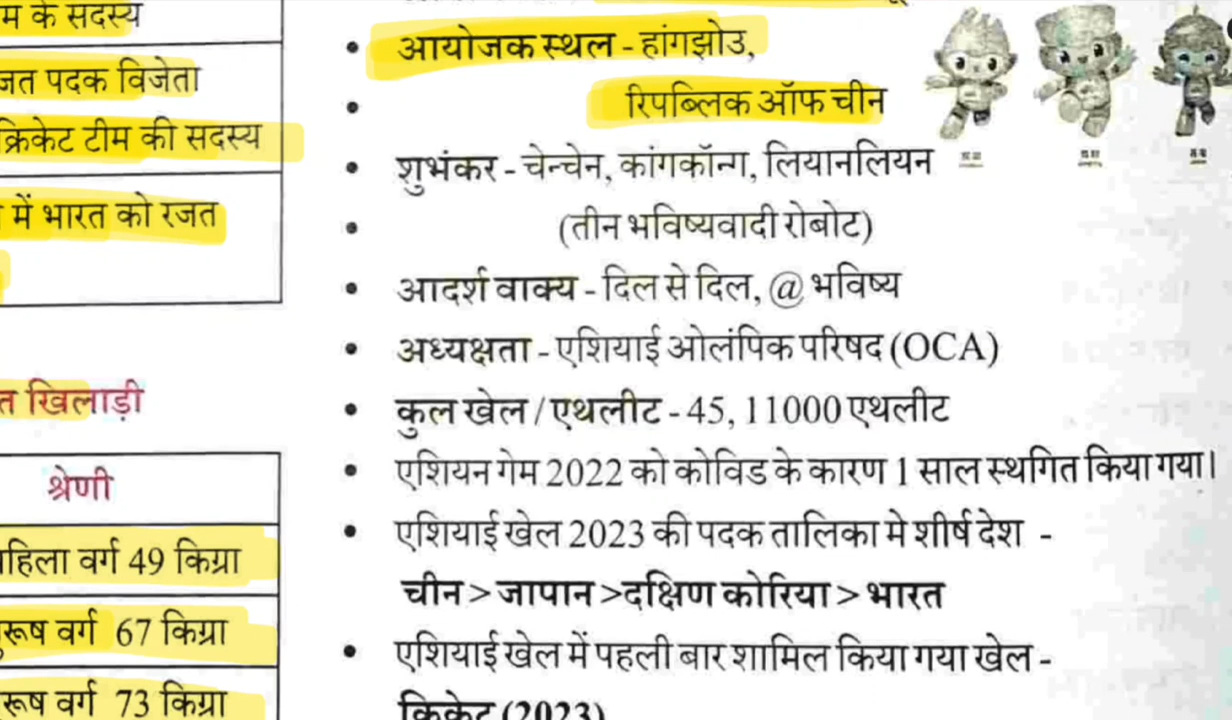 म के सदस्य
जत पदक विजेता
क्रिकेट टीम की सदस्य
में भारत को रजत
त खिलाड़ी
श्रेणी
हिला वर्ग 49 किग्रा
रूष वर्ग 67 किग्रा
रूष वर्ग 73 किग्रा
• आयोजक स्थल - हांगझोउ,
• रिपब्लिक ऑफ चीन
• शुभंकर - चेन्चेन, कांगकॉन्ग, लियानलियन
• (तीन भविष्यवादी रोबोट)
• आदर्श वाक्य - दिल से दिल, @ भविष्य
• अध्यक्षता - एशियाई ओलंपिक परिषद (OCA)
• कुल खेल / एथलीट - 45, 11000 एथलीट
• एशियन गेम 2022 को कोविड के कारण 1 साल स्थगित किया गया।
• एशियाई खेल 2023 की पदक तालिका मे शीर्ष देश -
चीन > जापान > दक्षिण कोरिया > भारत
• एशियाई खेल में पहली बार शामिल किया गया खेल -
क्रिकेट (2023)